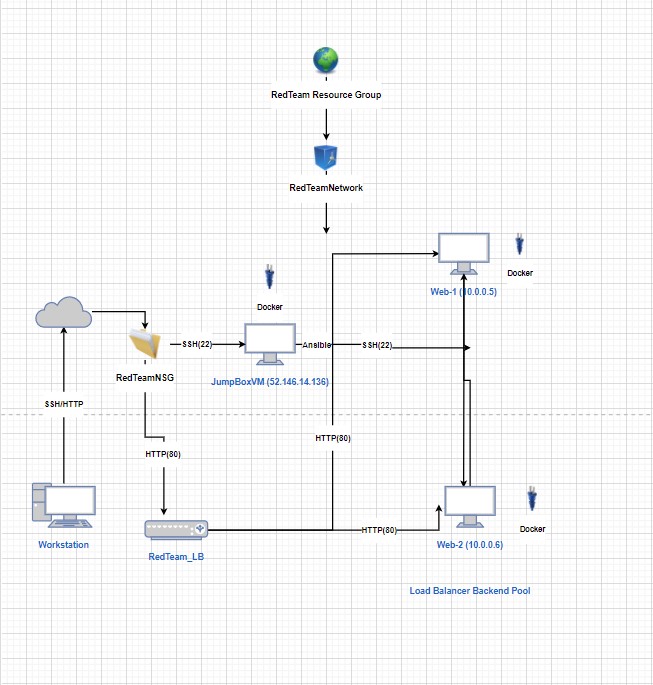 RedTeam Resource Group
RedTeamNetwork
Docker
Web-1 (10.0.0.5)
Docker
SSH(22)
Ansible
SSH(22)
RedTeamNSG
JumpBoxVM (52.146.14.136)
SSH/HTTP
HTTP(80)
HTTP(80)
Workstation
RedTeam_LB
HTTP(80)
Web-2 (10.0.0.6)
Docker
Load Balancer Backend Pool